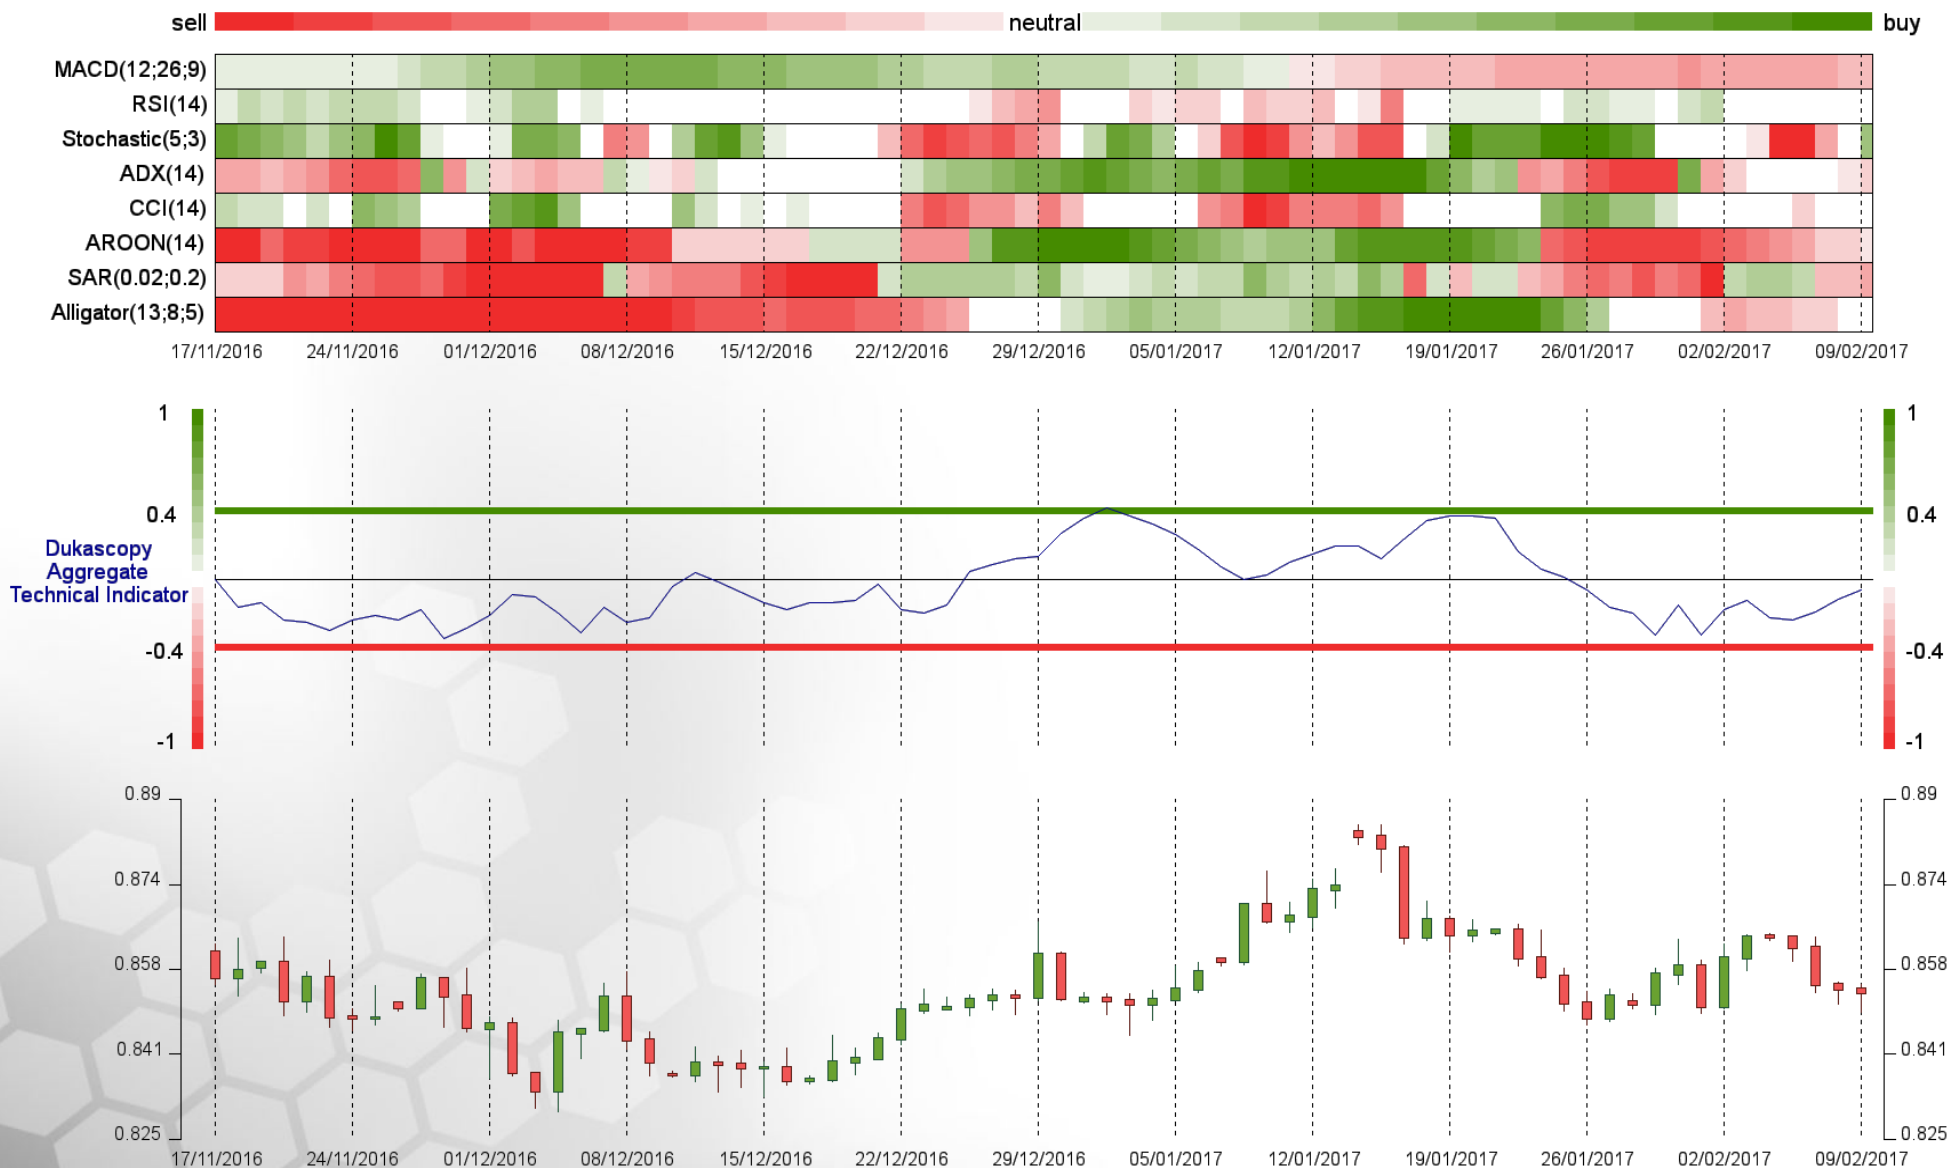 sell neutral buy
MACD(12;26;9)
RSI(14)
Stochastic(5;3)
ADX(14)
CCI(14)
AROON(14)
SAR(0.02;0.2)
Alligator(13;8;5)
17/11/2016 24/11/2016 01/12/2016 08/12/2016 15/12/2016 22/12/2016 29/12/2016 05/01/2017 12/01/2017 19/01/2017 26/01/2017 02/02/2017 09/02/2017
1 1
0.4 0.4
Dukascopy
Aggregate
Technical Indicator
-0.4 -0.4
-1 -1
0.89 0.89
0.874 0.874
0.858 0.858
0.841 0.841
0.825 0.825
17/11/2016 24/11/2016 01/12/2016 08/12/2016 15/12/2016 22/12/2016 29/12/2016 05/01/2017 12/01/2017 19/01/2017 26/01/2017 02/02/2017 09/02/2017